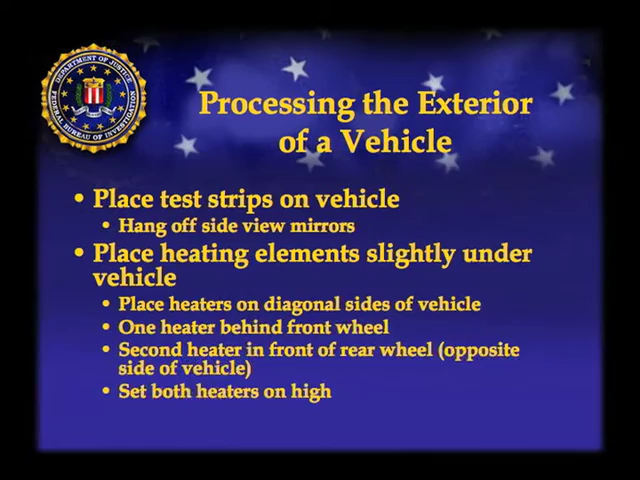 DEPARTMENT OF JUSTICE
FEDERAL BUREAU OF INVESTIGATION
Processing the Exterior
of a Vehicle
• Place test strips on vehicle
• Hang off side view mirrors
• Place heating elements slightly under
vehicle
• Place heaters on diagonal sides of vehicle
• One heater behind front wheel
• Second heater in front of rear wheel (opposite
side of vehicle)
• Set both heaters on high